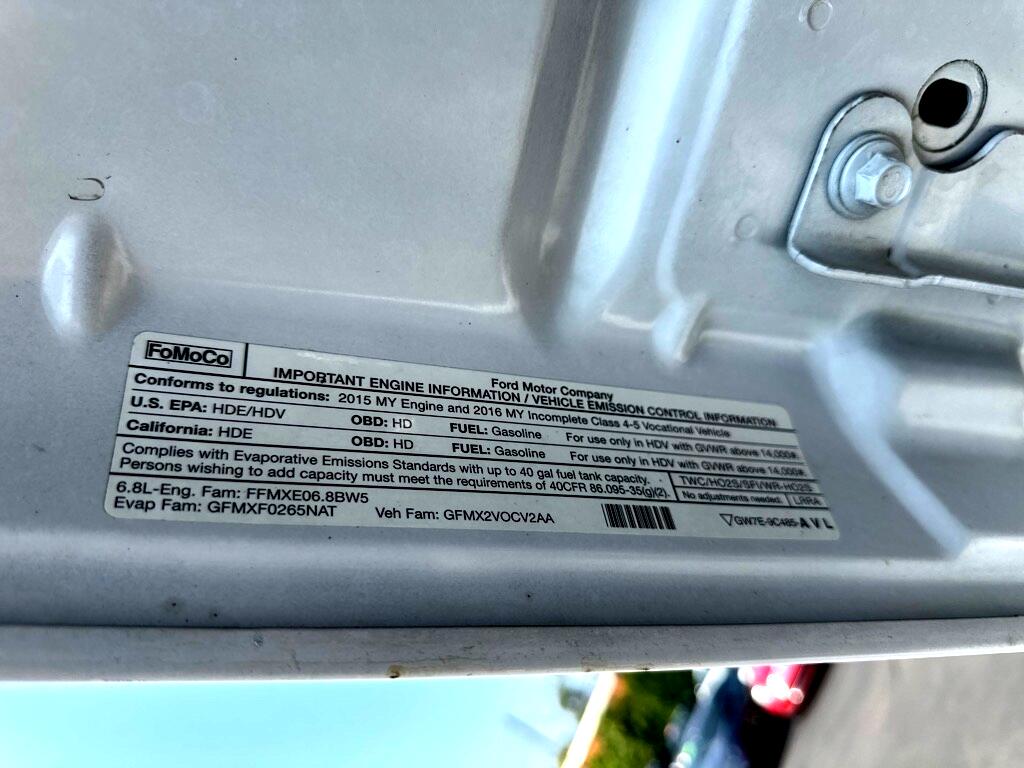 FoMoCo
Ford Motor Company
IMPORTANT ENGINE INFORMATION / VEHICLE EMISSION CONTROL INFORMATION
Conforms to regulations: 2015 MY Engine and 2016 MY Incomplete Class 4-5 Vocational Vehicle
U.S. EPA: HDE/HDV OBD: HD FUEL: Gasoline For use only in HDV with GVWR above 14,000#.
California: HDE OBD: HD FUEL: Gasoline For use only in HDV with GVWR above 14,000#.
Complies with Evaporative Emissions Standards with up to 40 gal fuel tank capacity. TWC/HO2S/SFI/WR-HO2S
Persons wishing to add capacity must meet the requirements of 40CFR 86.095-35(g)(2). No adjustments needed. LRRA
6.8L-Eng. Fam: FFMXE06.8BW5
Evap Fam: GFMXF0265NAT Veh Fam: GFMX2VOCV2AA GW7E-9C485-AVL